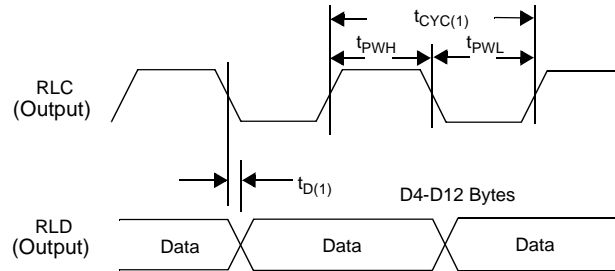 tCYC(1)
tPWH tPWL
RLC
(Output)
tD(1)
D4-D12 Bytes
RLD
(Output)
Data Data Data